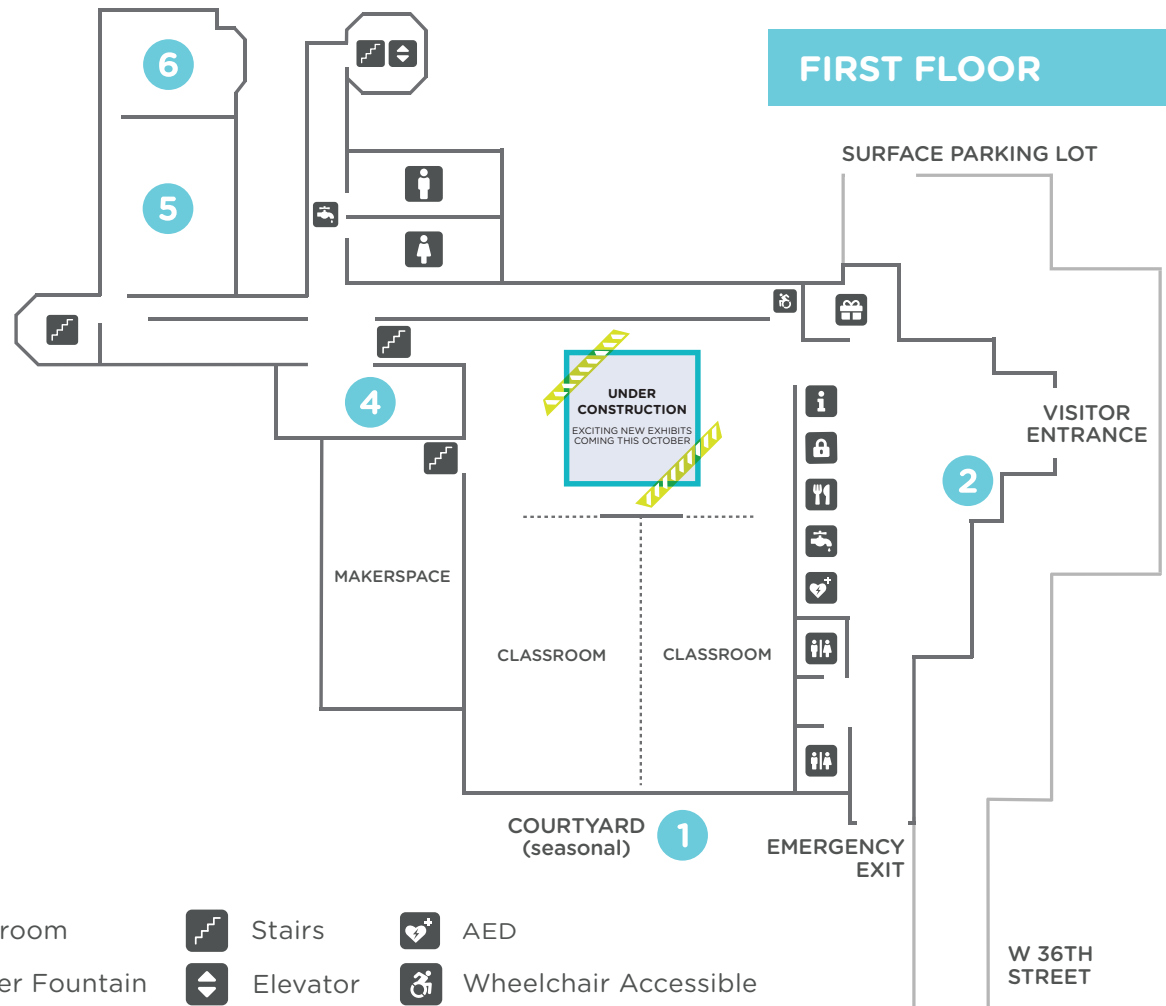 FIRST FLOOR
6
SURFACE PARKING LOT
5
4
UNDER
CONSTRUCTION
EXCITING NEW EXHIBITS
COMING THIS OCTOBER
VISITOR
ENTRANCE
2
MAKERSPACE
CLASSROOM
CLASSROOM
COURTYARD
(seasonal)
1
EMERGENCY
EXIT
room
Stairs
AED
er Fountain
Elevator
Wheelchair Accessible
W 36TH
STREET